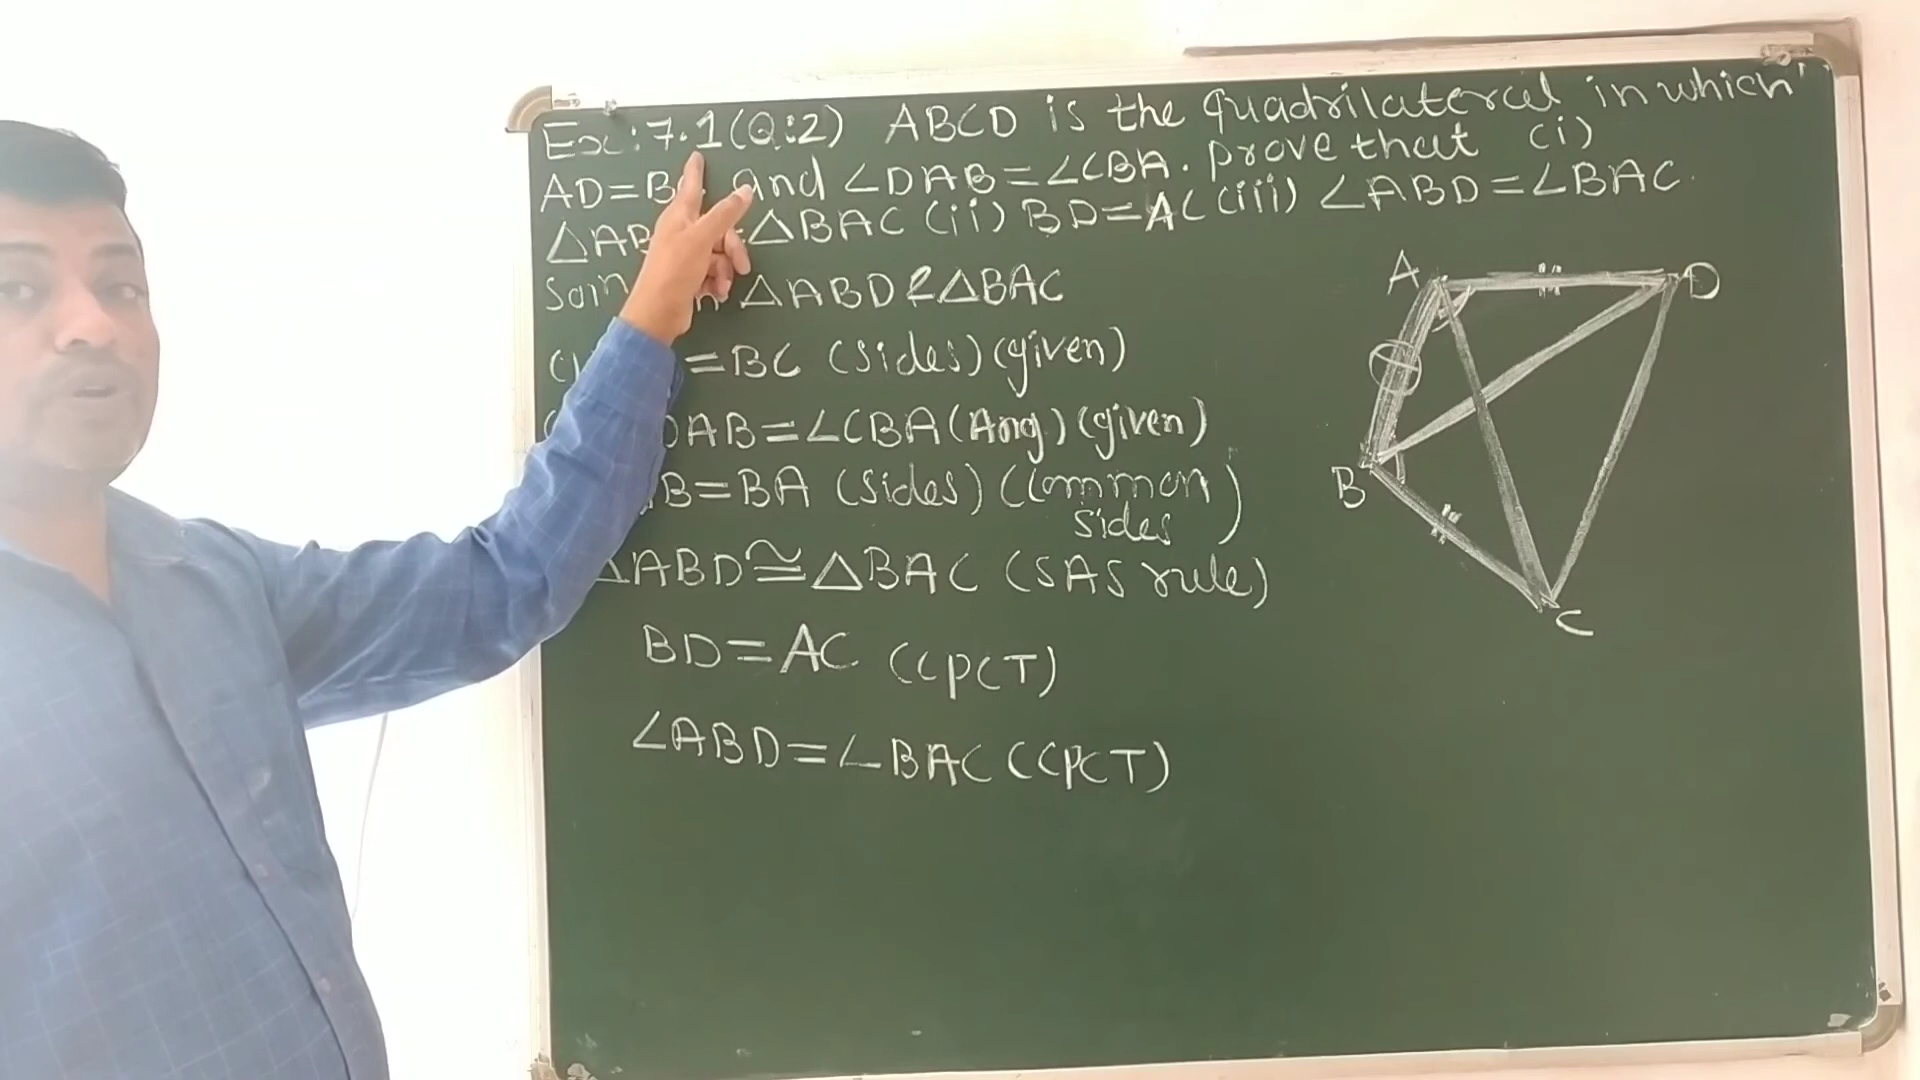 Ex: 7.1 (Q:2) ABCD is the quadrilateral in which
AD=BC and ∠DAB=∠CBA. prove that (i)
△AB ≅△BAC (ii) BD=AC (iii) ∠ABD=∠BAC.
Soln △ABD & △BAC
=BC (sides) (given)
DAB=∠CBA (Ang) (given)
AB=BA (sides) (common
sides)
△ABD≅△BAC (SAS rule)
BD=AC (CPCT)
∠ABD=∠BAC (CPCT)
A
D
B
C